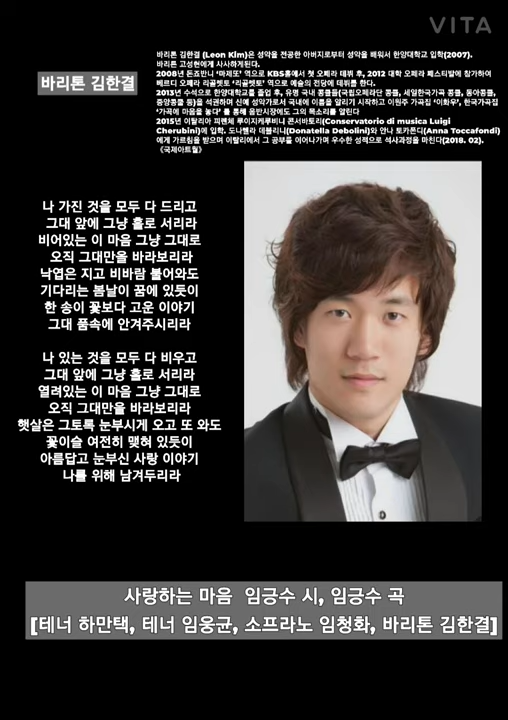 VITA
바리톤 김한결
바리톤 김한결 (Leon Kim)은 성악을 전공한 아버지로부터 성악을 배워서 한양대학교 입학(2007).
바리톤 고성현에게 사사하게된다.
2008년 돈죠반니 '마제또' 역으로 KBS홀에서 첫 오페라 데뷔 후, 2012 대학 오페라 페스티발에 참가하여
베르디 오페라 리골렛토 '리골렛토' 역으로 예술의 전당에 데뷔를 한다.
2013년 수석으로 한양대학교를 졸업 후, 유명 국내 콩쿨들(국립오페라단 콩쿨, 세일한국가곡 콩쿨, 동아콩쿨,
중앙콩쿨 등)을 석권하며 신예 성악가로서 국내에 이름을 알리기 시작하고 이원주 가곡집 '이화우', 한국가곡집
'가곡에 마음을 놓다' 를 통해 음반시장에도 그의 목소리를 알린다
2015년 이탈리아 피렌체 루이지케루비니 콘서바토리(Conservatorio di musica Luigi
Cherubini)에 입학. 도나텔라 데볼리니(Donatella Debolini)와 안나 토카폰디(Anna Toccafondi)
에게 가르침을 받으며 이탈리에서 그 공부를 이어나가며 우수한 성적으로 석사과정을 마친다(2018. 02).
《국제아트월》
나 가진 것을 모두 다 드리고
그대 앞에 그냥 홀로 서리라
비어있는 이 마음 그냥 그대로
오직 그대만을 바라보리라
낙엽은 지고 비바람 불어와도
기다리는 봄날이 꿈에 있듯이
한 송이 꽃보다 고운 이야기
그대 품속에 안겨주시리라
나 있는 것을 모두 다 비우고
그대 앞에 그냥 홀로 서리라
열려있는 이 마음 그냥 그대로
오직 그대만을 바라보리라
햇살은 그토록 눈부시게 오고 또 와도
꽃이슬 여전히 맺혀 있듯이
아름답고 눈부신 사랑 이야기
나를 위해 남겨두리라
사랑하는 마음 임긍수 시, 임긍수 곡
[테너 하만택, 테너 임웅균, 소프라노 임청화, 바리톤 김한결]